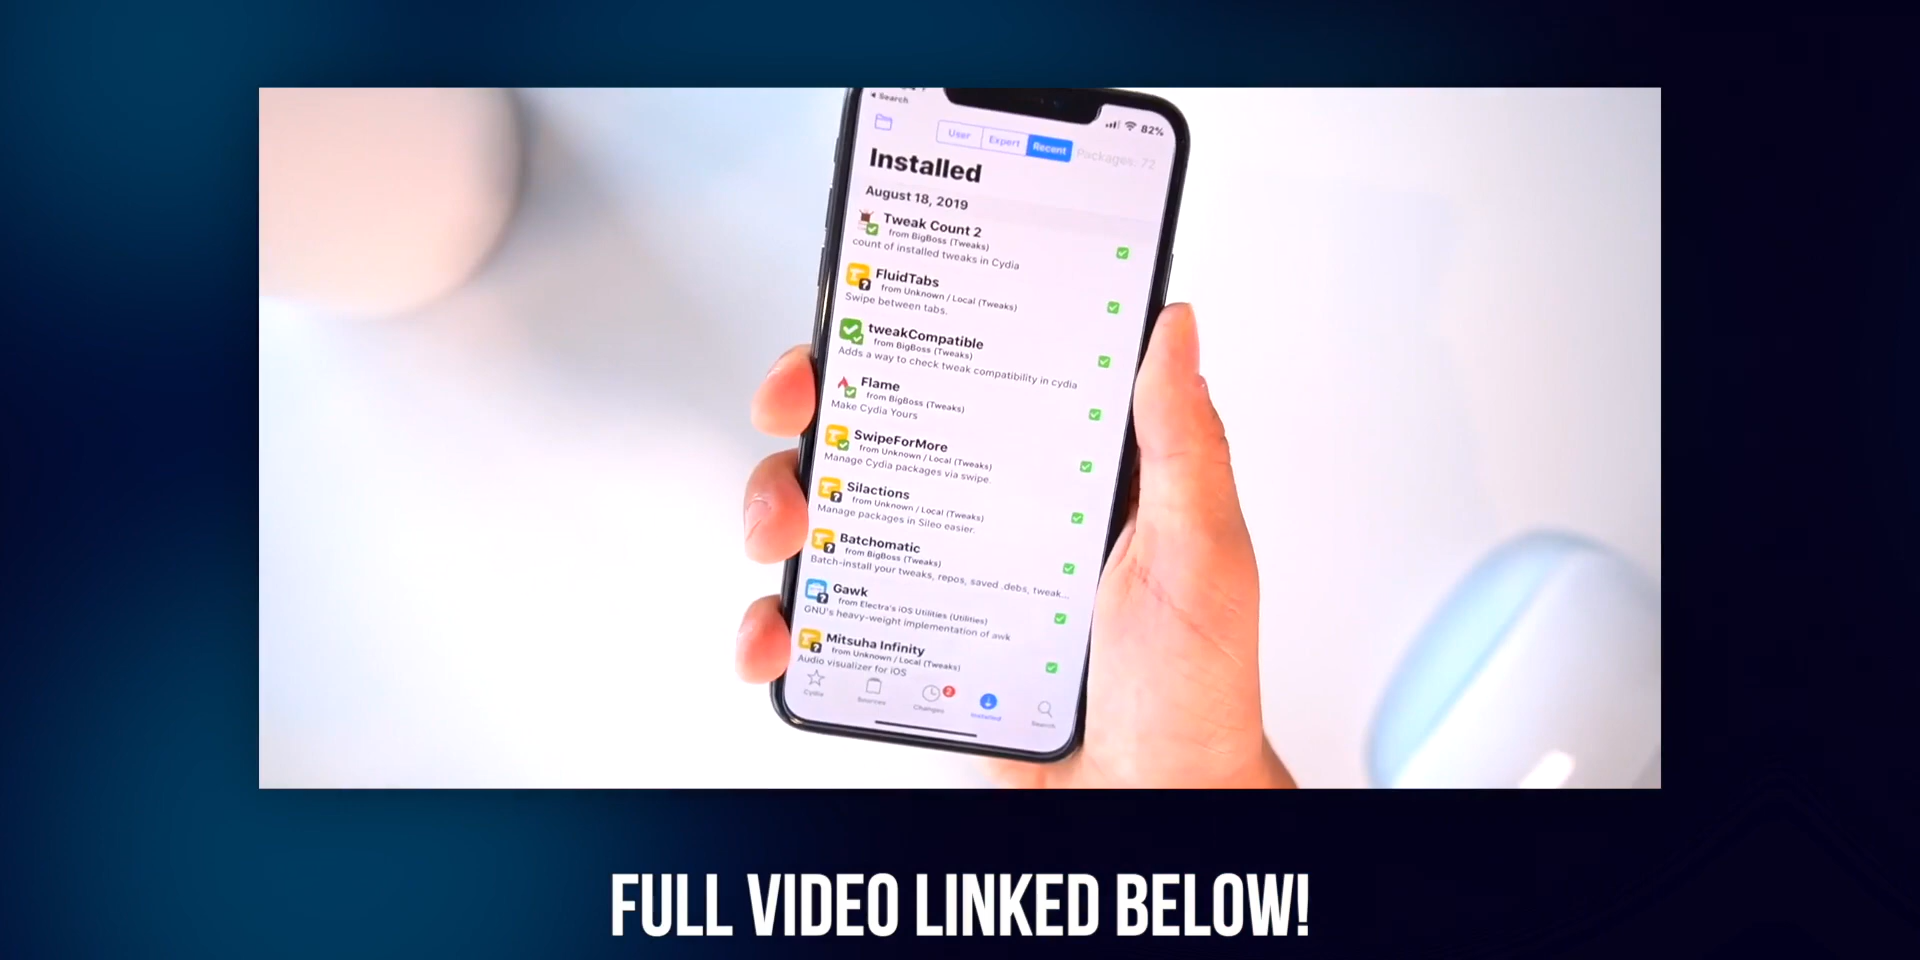 Search
82%
User Expert Recent Packages: 72
Installed
August 18, 2019
Tweak Count 2
from BigBoss (Tweaks)
count of installed tweaks in Cydia
FluidTabs
from Unknown / Local (Tweaks)
Swipe between tabs.
tweakCompatible
from BigBoss (Tweaks)
Adds a way to check tweak compatibility in cydia
Flame
from BigBoss (Tweaks)
Make Cydia Yours
SwipeForMore
from Unknown / Local (Tweaks)
Manage Cydia packages via swipe.
Silactions
from Unknown / Local (Tweaks)
Manage packages in Sileo easier.
Batchomatic
from BigBoss (Tweaks)
Batch-install your tweaks, repos, saved .debs, tweak...
Gawk
from Electra's iOS Utilities (Utilities)
GNU's heavy-weight implementation of awk
Mitsuha Infinity
from Unknown / Local (Tweaks)
Audio visualizer for iOS
2
Cydia Sources Changes Installed Search
FULL VIDEO LINKED BELOW!